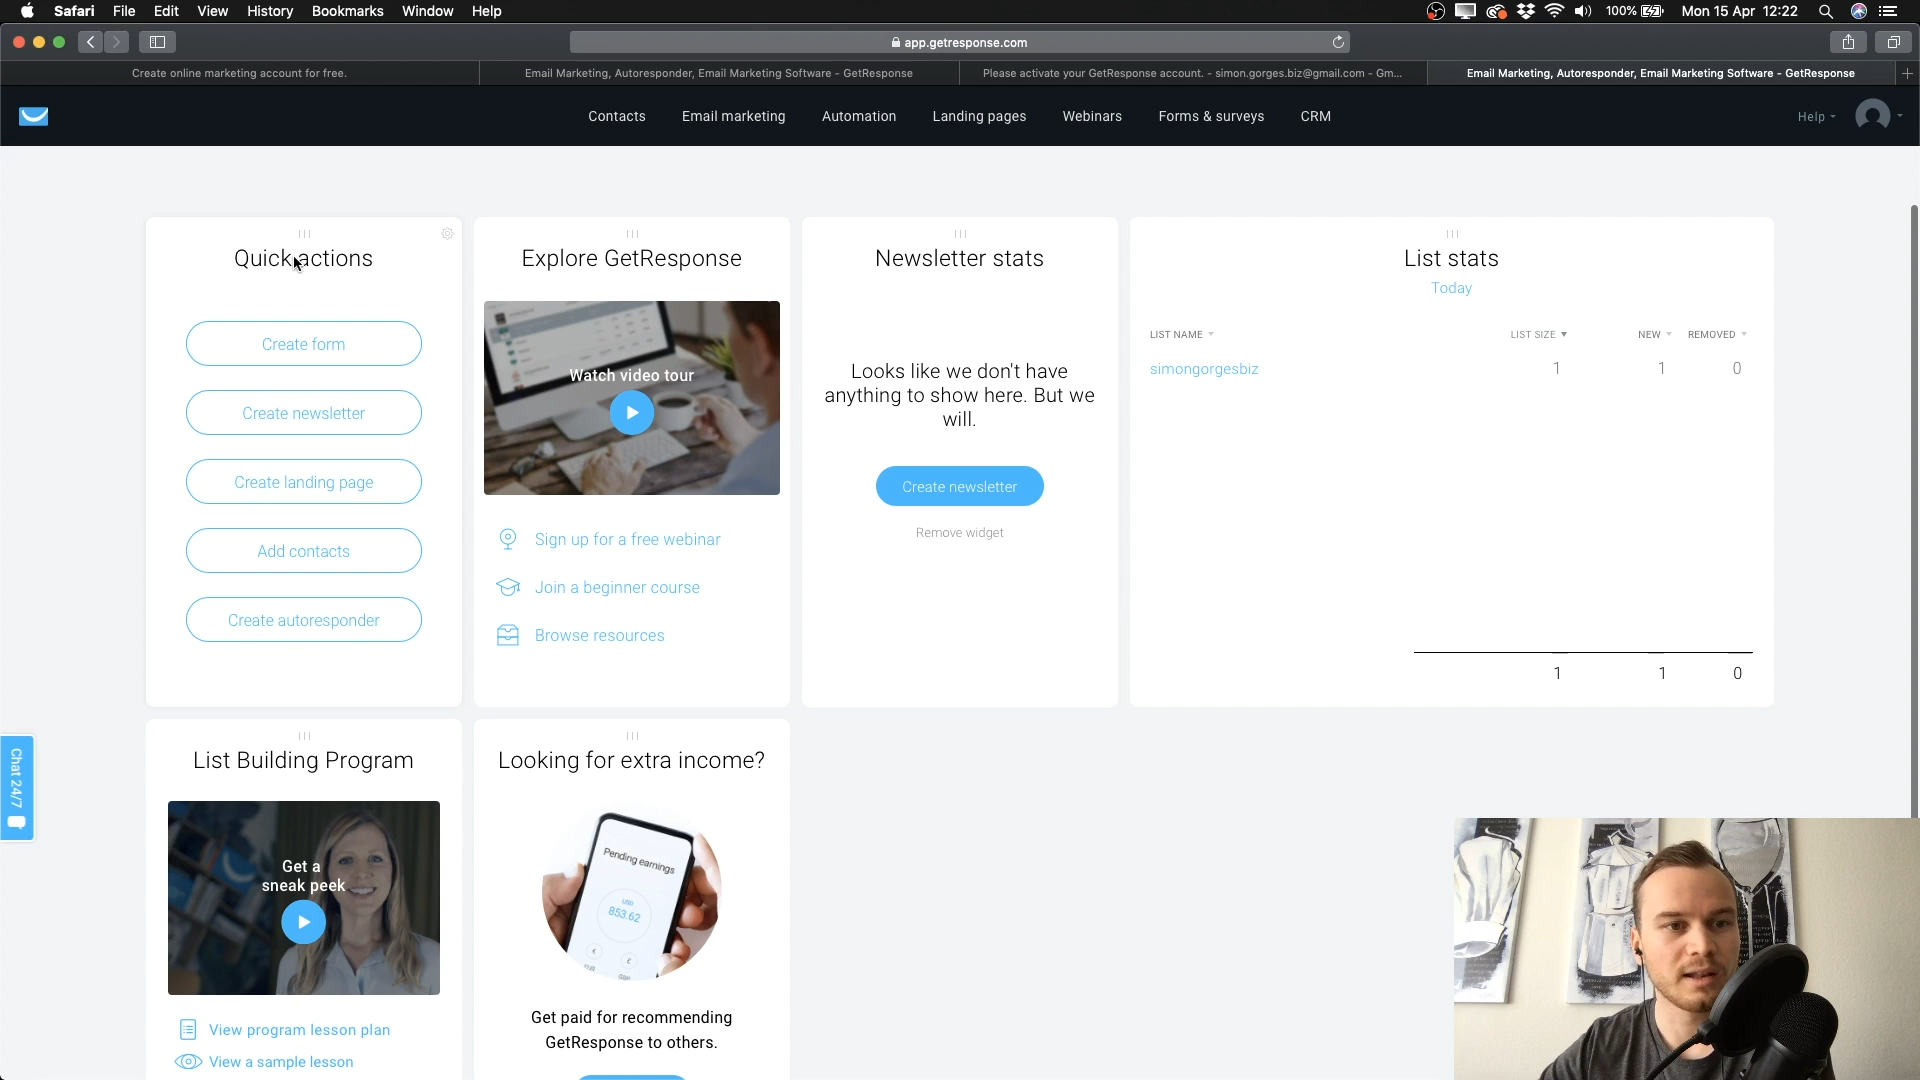 Safari File Edit View History Bookmarks Window Help
100% Mon 15 Apr 12:22
app.getresponse.com
Create online marketing account for free.
Email Marketing, Autoresponder, Email Marketing Software - GetResponse
Please activate your GetResponse account. - simon.gorges.biz@gmail.com - Gm...
Email Marketing, Autoresponder, Email Marketing Software - GetResponse
Contacts Email marketing Automation Landing pages Webinars Forms & surveys CRM
Help
Quick actions
Create form
Create newsletter
Create landing page
Add contacts
Create autoresponder
Explore GetResponse
Watch video tour
Sign up for a free webinar
Join a beginner course
Browse resources
Newsletter stats
Looks like we don't have
anything to show here. But we
will.
Create newsletter
Remove widget
List stats
Today
LIST NAME LIST SIZE NEW REMOVED
simongorgesbiz 1 1 0
1 1 0
Chat 24/7
List Building Program
Get a
sneak peek
View program lesson plan
View a sample lesson
Looking for extra income?
Pending earnings
USD
853.62
Get paid for recommending
GetResponse to others.